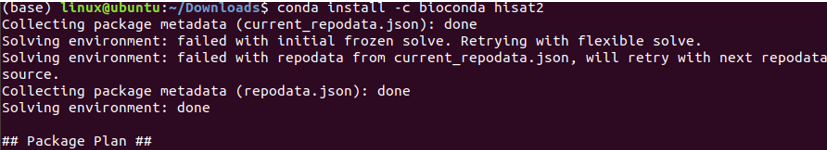 (base) linux@ubuntu:~/Downloads$ conda install -c bioconda hisat2
Collecting package metadata (current_repodata.json): done
Solving environment: failed with initial frozen solve. Retrying with flexible solve.
Solving environment: failed with repodata from current_repodata.json, will retry with next repodata
source.
Collecting package metadata (repodata.json): done
Solving environment: done
## Package Plan ##